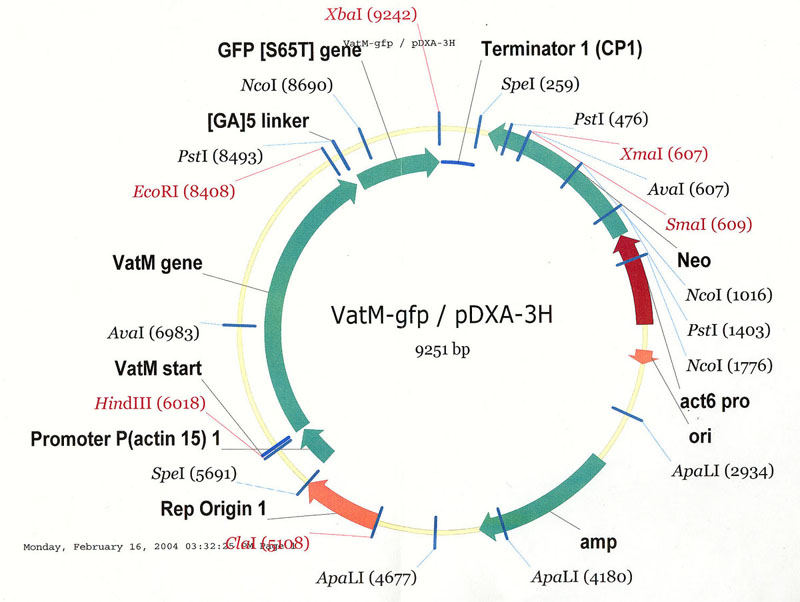 XbaI (9242)
VatM-gfp / pDXA-3H
GFP [S65T] gene
Terminator 1 (CP1)
NcoI (8690)
SpeI (259)
[GA]5 linker
PstI (476)
PstI (8493)
XmaI (607)
EcoRI (8408)
AvaI (607)
SmaI (609)
VatM gene
Neo
NcoI (1016)
VatM-gfp / pDXA-3H
AvaI (6983)
PstI (1403)
9251 bp
VatM start
NcoI (1776)
HindIII (6018)
act6 pro
Promoter P(actin 15) 1
ori
SpeI (5691)
ApaLI (2934)
Rep Origin 1
ClaI (5108)
amp
Monday, February 16, 2004 03:32:25 PM Page 1
ApaLI (4677)
ApaLI (4180)